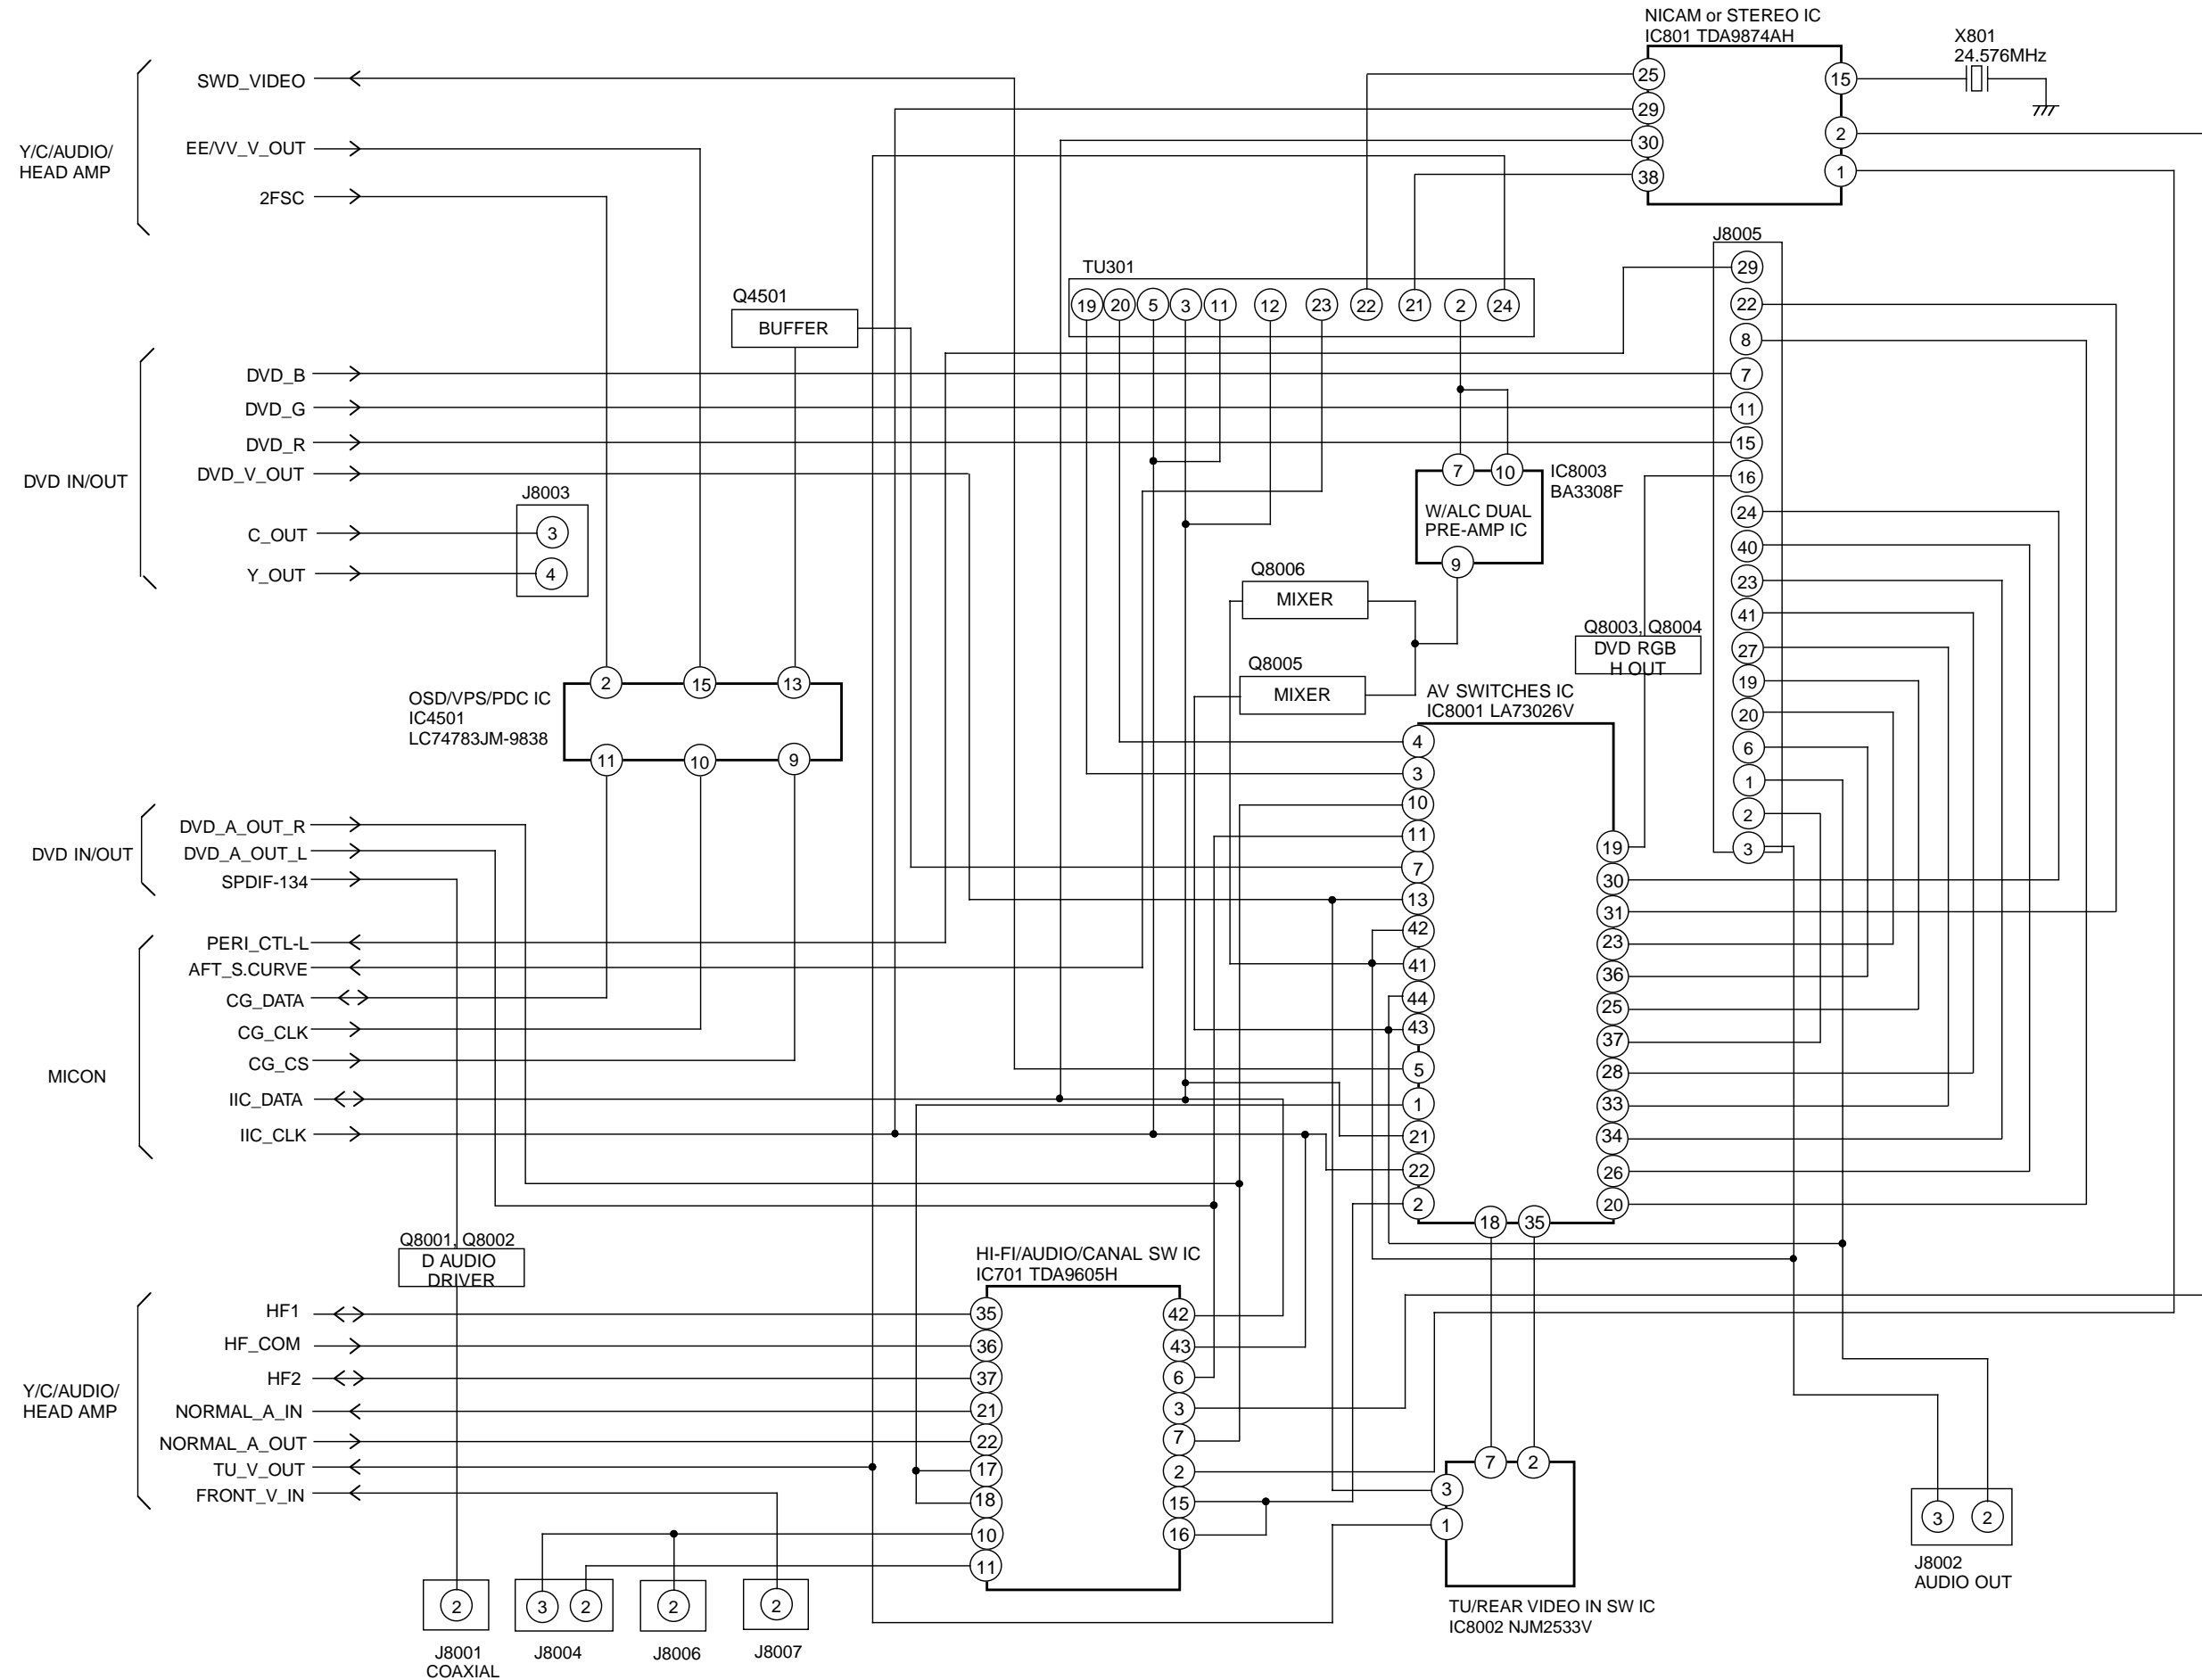 NICAM or STEREO IC
IC801 TDA9874AH
X801
24.576MHz
25
29
30
38
15
2
1
SWD_VIDEO
EE/VV_V_OUT
2FSC
Y/C/AUDIO/
HEAD AMP
J8005
29
22
8
7
11
15
16
24
40
23
41
27
19
20
6
1
2
3
TU301
19
20
5
3
11
12
23
22
21
2
24
Q4501
BUFFER
DVD_B
DVD_G
DVD_R
DVD_V_OUT
C_OUT
Y_OUT
DVD IN/OUT
J8003
3
4
7
10
IC8003
BA3308F
W/ALC DUAL
PRE-AMP IC
9
Q8006
MIXER
Q8005
MIXER
Q8003, Q8004
DVD RGB
H OUT
OSD/VPS/PDC IC
IC4501
LC74783JM-9838
2
15
13
11
10
9
AV SWITCHES IC
IC8001 LA73026V
4
3
10
11
7
13
42
41
44
43
5
1
21
22
2
19
30
31
23
36
25
37
28
33
34
26
20
18
35
DVD_A_OUT_R
DVD_A_OUT_L
SPDIF-134
DVD IN/OUT
PERI_CTL-L
AFT_S.CURVE
CG_DATA
CG_CLK
CG_CS
IIC_DATA
IIC_CLK
MICON
Q8001, Q8002
D AUDIO
DRIVER
HI-FI/AUDIO/CANAL SW IC
IC701 TDA9605H
35
36
37
21
22
17
18
10
11
42
43
6
3
7
2
15
16
HF1
HF_COM
HF2
NORMAL_A_IN
NORMAL_A_OUT
TU_V_OUT
FRONT_V_IN
Y/C/AUDIO/
HEAD AMP
7
2
3
1
TU/REAR VIDEO IN SW IC
IC8002 NJM2533V
3
2
J8002
AUDIO OUT
2
J8001
COAXIAL
3
2
J8004
2
J8006
2
J8007